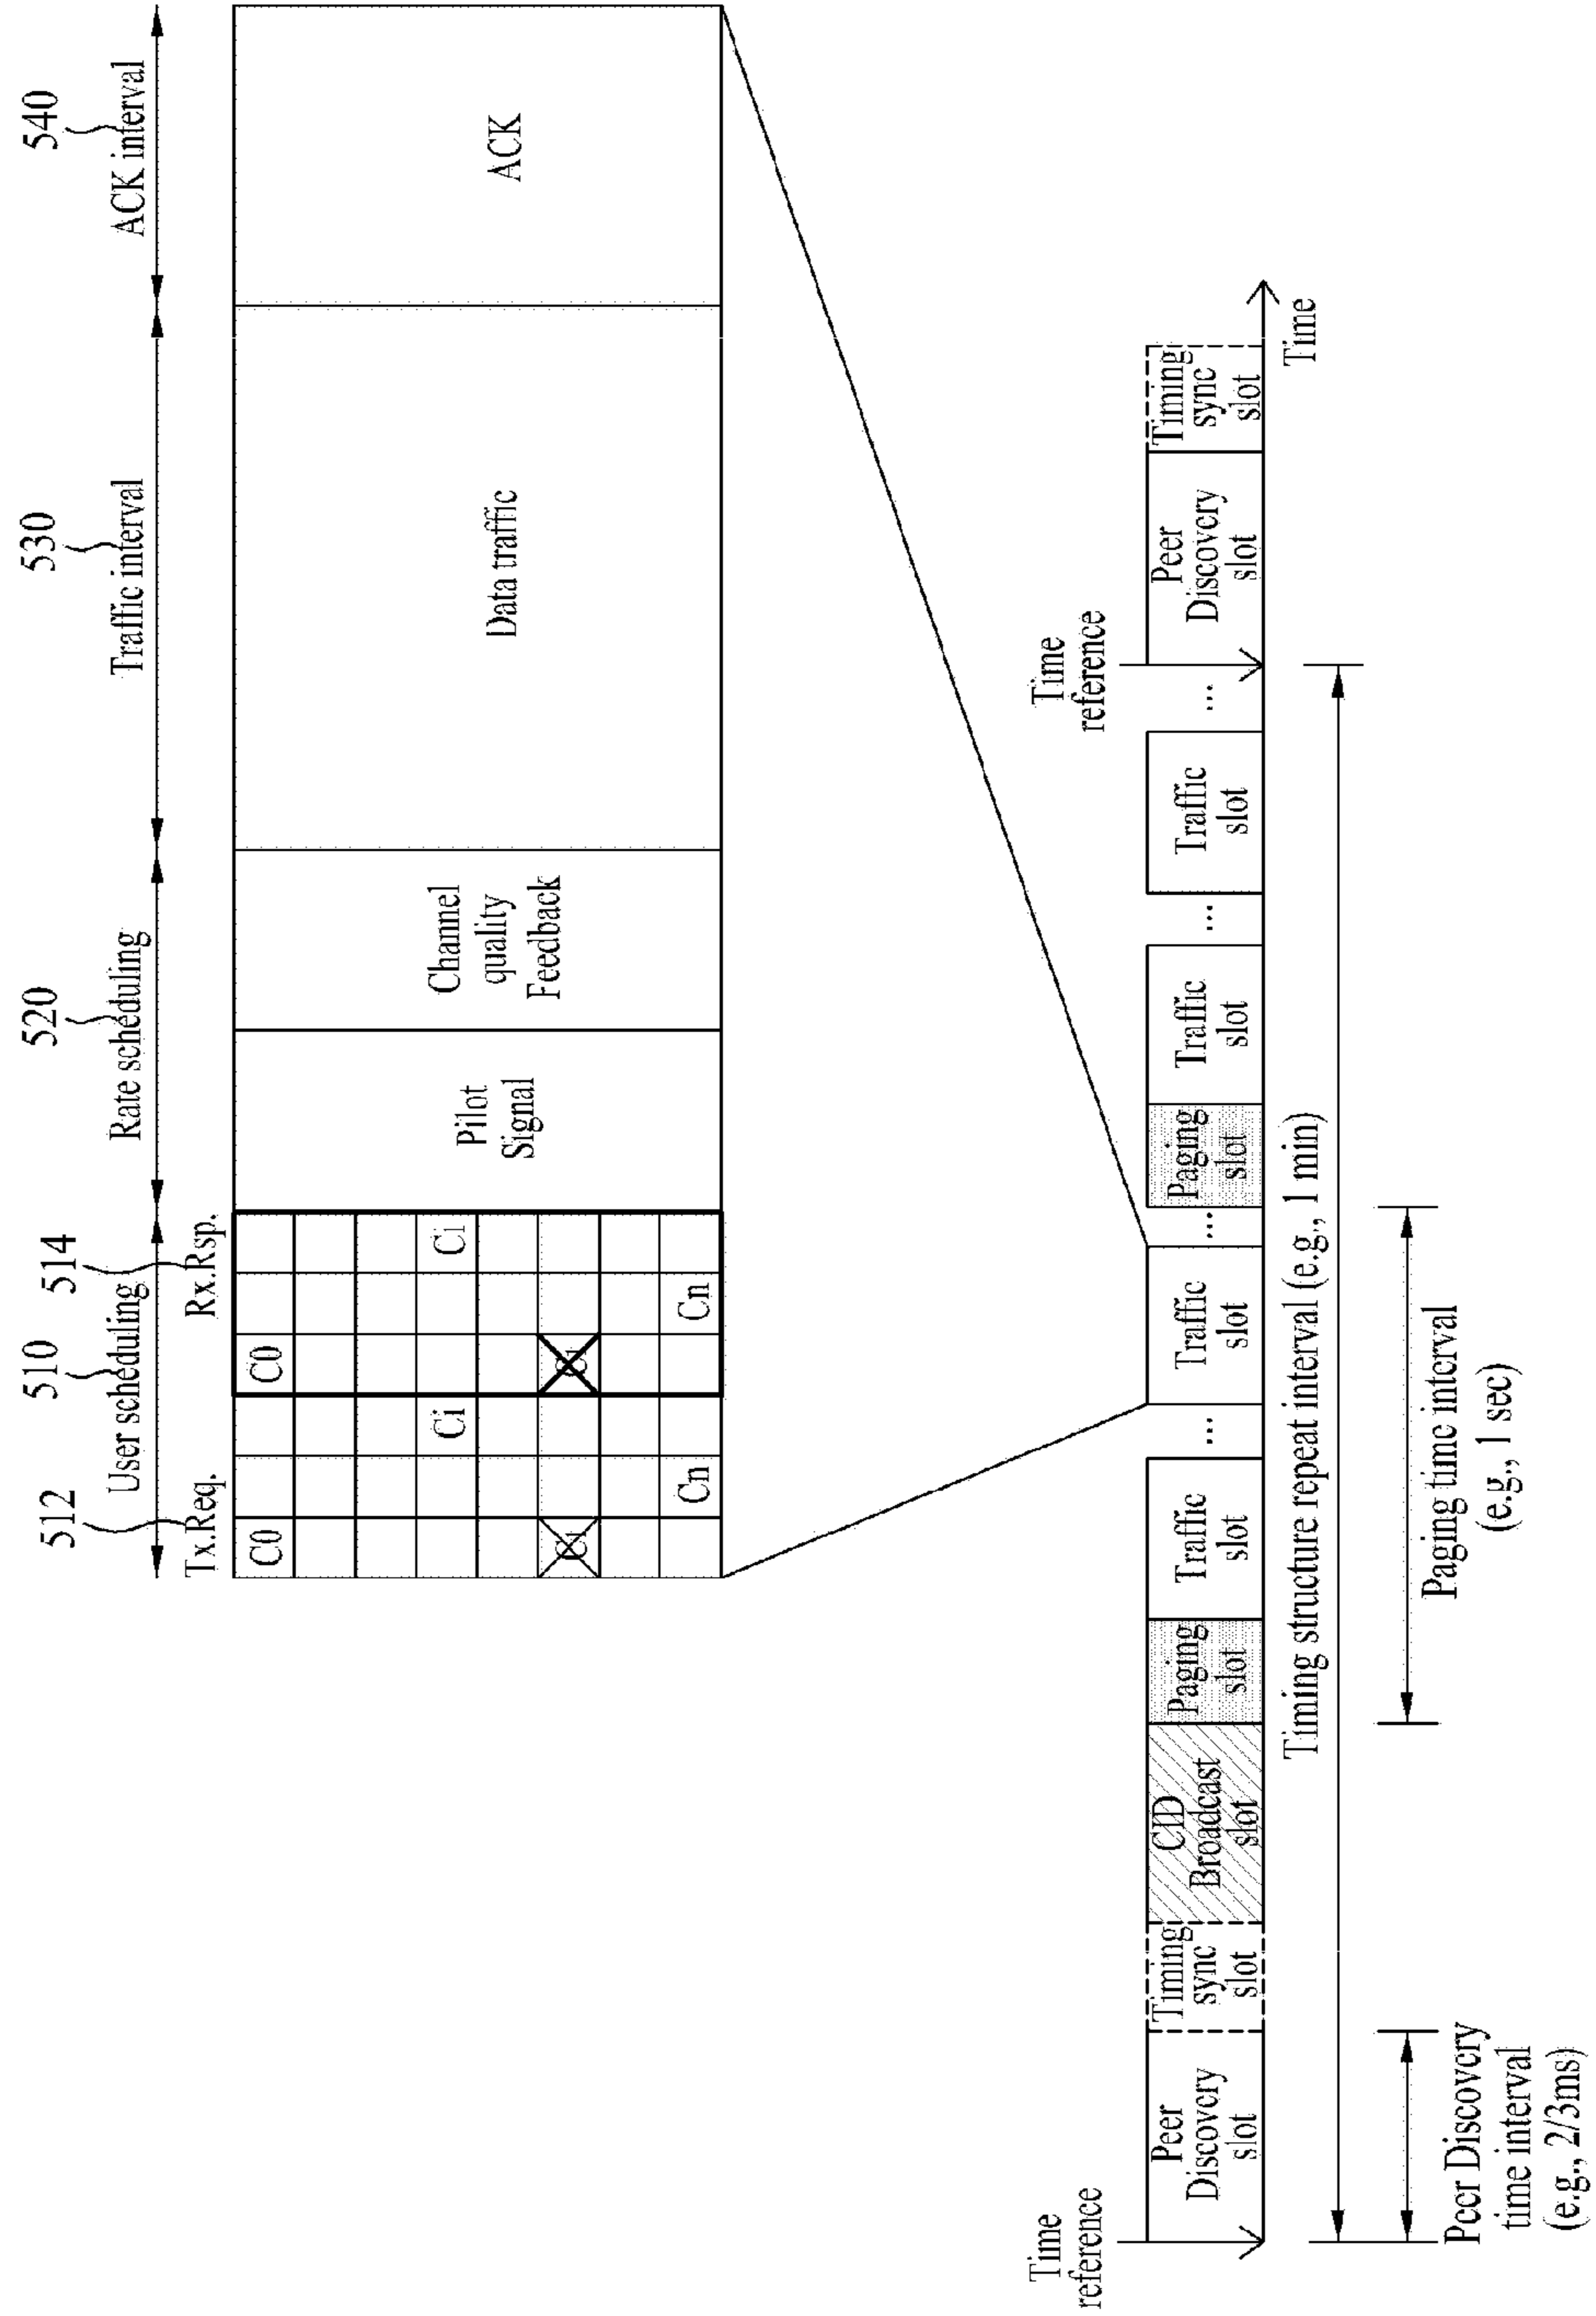 510
520
530
540
User scheduling
Rate scheduling
Traffic interval
ACK interval
512
514
Tx.Req.
Rx.Rsp.
C0
C0
Ci
Ci
Cn
Cn
Pilot
Signal
Channel
quality
Feedback
Data traffic
ACK
Time
reference
Time
reference
Peer
Discovery
slot
Timing
sync
slot
CID
Broadcast
slot
Paging
slot
Traffic
slot
...
Traffic
slot
...
Paging
slot
Traffic
slot
...
Traffic
slot
...
Peer
Discovery
slot
Timing
sync
slot
Time
Timing structure repeat interval (e.g., 1 min)
Peer Discovery
time interval
(e.g., 2/3ms)
Paging time interval
(e.g., 1 sec)